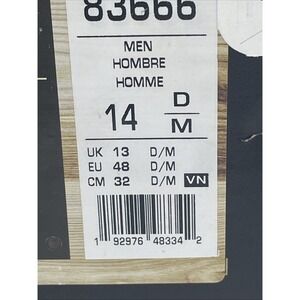 83666
MEN
HOMBRE
HOMME
14 D/M
UK 13 D/M
EU 48 D/M
CM 32 D/M VN
1 92976 48334 2